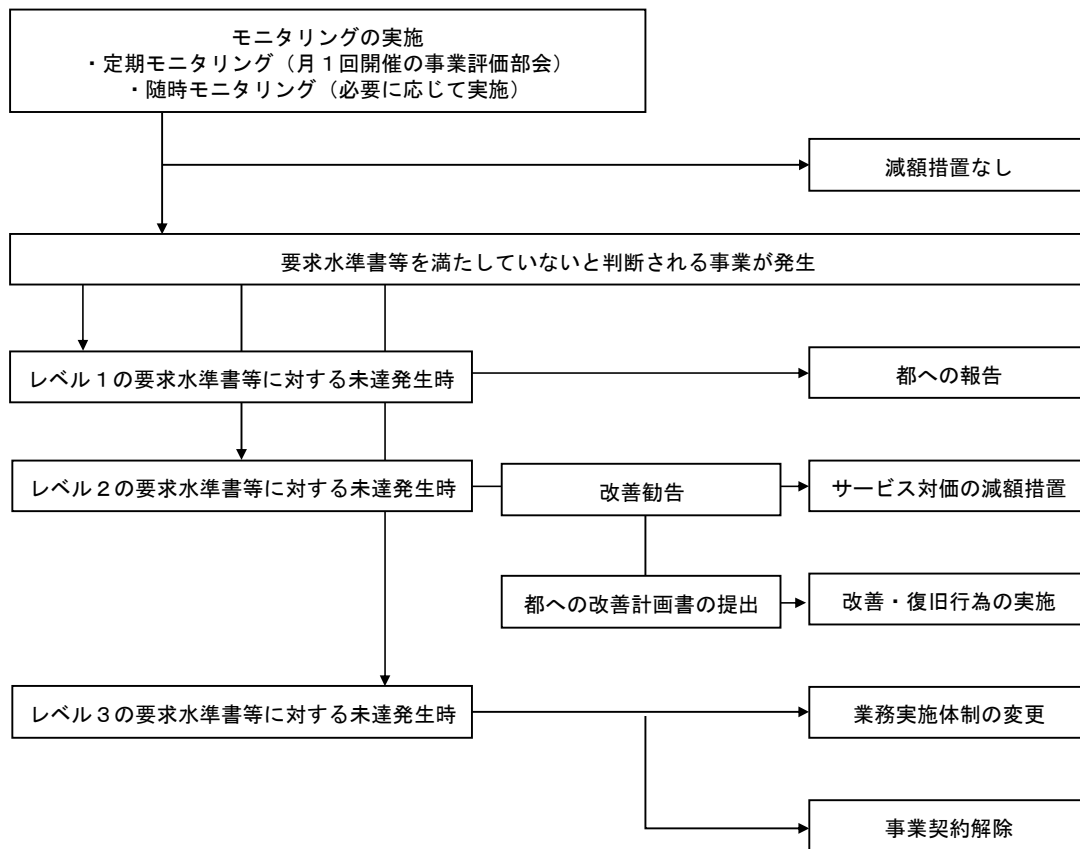 モニタリングの実施
・定期モニタリング（月１回開催の事業評価部会）
・随時モニタリング（必要に応じて実施）
減額措置なし
要求水準書等を満たしていないと判断される事業が発生
レベル１の要求水準書等に対する未達発生時
都への報告
レベル２の要求水準書等に対する未達発生時
改善勧告
サービス対価の減額措置
都への改善計画書の提出
改善・復旧行為の実施
レベル３の要求水準書等に対する未達発生時
業務実施体制の変更
事業契約解除